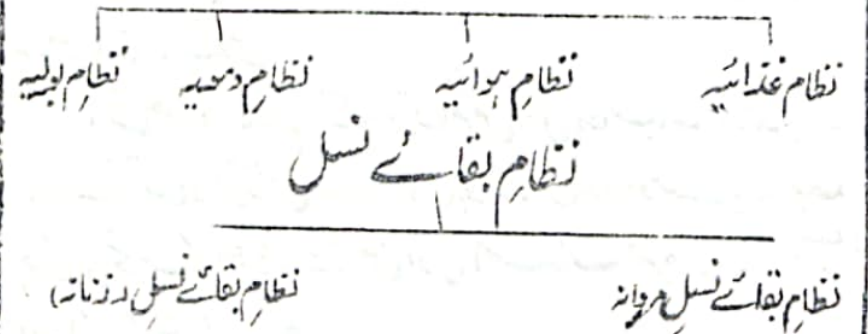 نظام غذائیہ نظامِ ہوائیہ نظامِ دمویہ نظامِ بولیہ
نظامِ بقائے نسل
نظامِ بقائے نسل مردانہ نظامِ بقائے نسل (زنانہ)